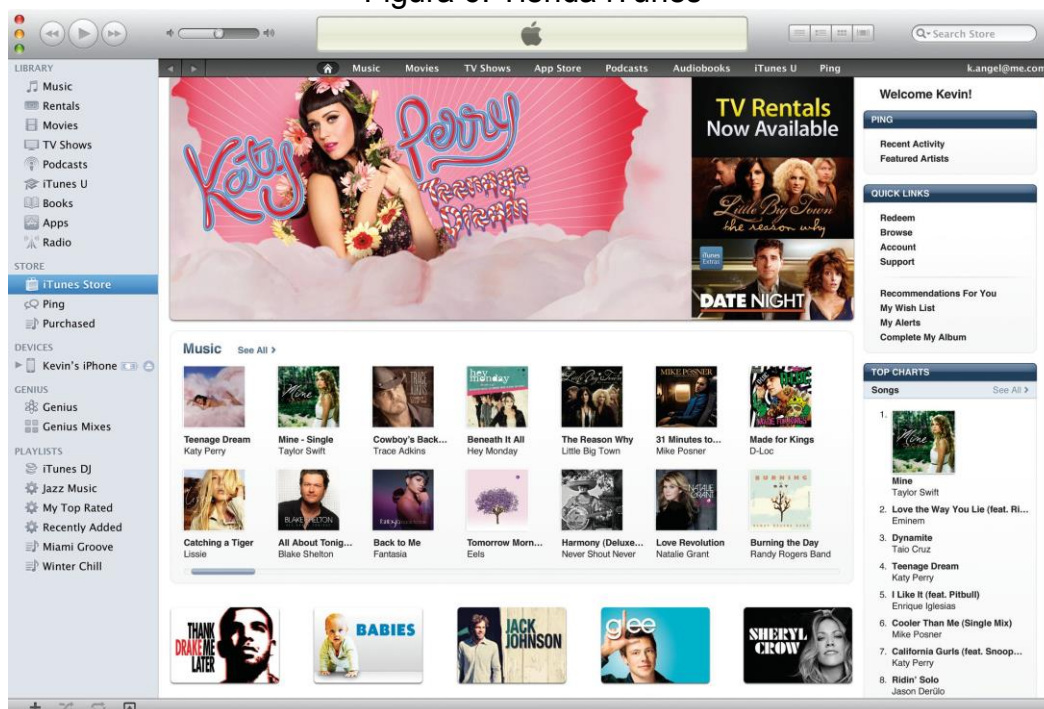 Search Store
LIBRARY
Music
Rentals
Movies
TV Shows
Podcasts
iTunes U
Books
Apps
Radio
STORE
iTunes Store
Ping
Purchased
DEVICES
Kevin's iPhone
GENIUS
Genius
Genius Mixes
PLAYLISTS
iTunes DJ
Jazz Music
My Top Rated
Recently Added
Miami Groove
Winter Chill
Music Movies TV Shows App Store Podcasts Audiobooks iTunes U Ping k.angel@me.com
Katy Perry
Teenage Dream
TV Rentals
Now Available
Little Big Town
the reason why
iTunes
Extras
DATE NIGHT
Music See All >
Teenage Dream
Katy Perry
Mine - Single
Taylor Swift
Cowboy's Back...
Trace Adkins
Beneath It All
Hey Monday
The Reason Why
Little Big Town
31 Minutes to...
Mike Posner
Made for Kings
D-Loc
Catching a Tiger
Lissie
All About Tonig...
Blake Shelton
Back to Me
Fantasia
Tomorrow Morn...
Eels
Harmony (Deluxe...
Never Shout Never
Love Revolution
Natalie Grant
Burning the Day
Randy Rogers Band
THANK
ME
DRAKE
LATER
BABIES
JACK
JOHNSON
glee
SHERYL
CROW
Welcome Kevin!
PING
Recent Activity
Featured Artists
QUICK LINKS
Redeem
Browse
Account
Support
Recommendations For You
My Wish List
My Alerts
Complete My Album
TOP CHARTS
Songs See All >
1.
Mine
Taylor Swift
2. Love the Way You Lie (feat. Ri...
Eminem
3. Dynamite
Taio Cruz
4. Teenage Dream
Katy Perry
5. I Like It (feat. Pitbull)
Enrique Iglesias
6. Cooler Than Me (Single Mix)
Mike Posner
7. California Gurls (feat. Snoop...
Katy Perry
8. Ridin' Solo
Jason Derülo